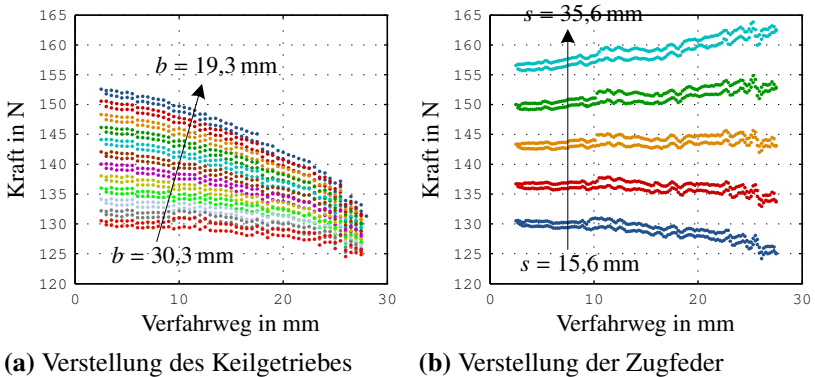 165
160
155
150
145
140
135
130
125
120
Kraft in N
b = 19,3 mm
b = 30,3 mm
0 10 20 30
Verfahrweg in mm
(a) Verstellung des Keilgetriebes
165
160
155
150
145
140
135
130
125
120
Kraft in N
s = 35,6 mm
s = 15,6 mm
0 10 20 30
Verfahrweg in mm
(b) Verstellung der Zugfeder